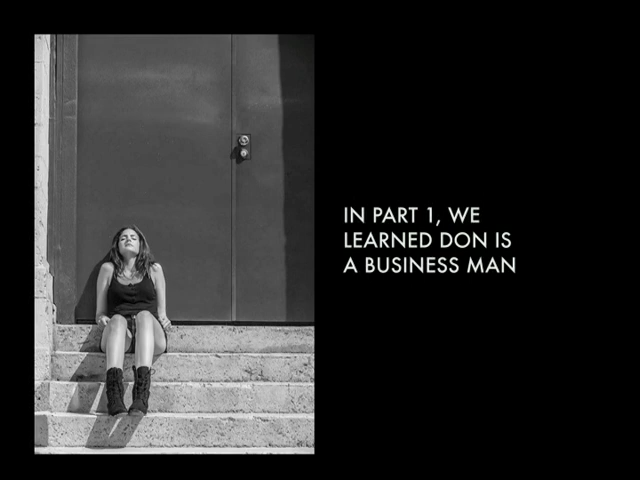 IN PART 1, WE
LEARNED DON IS
A BUSINESS MAN